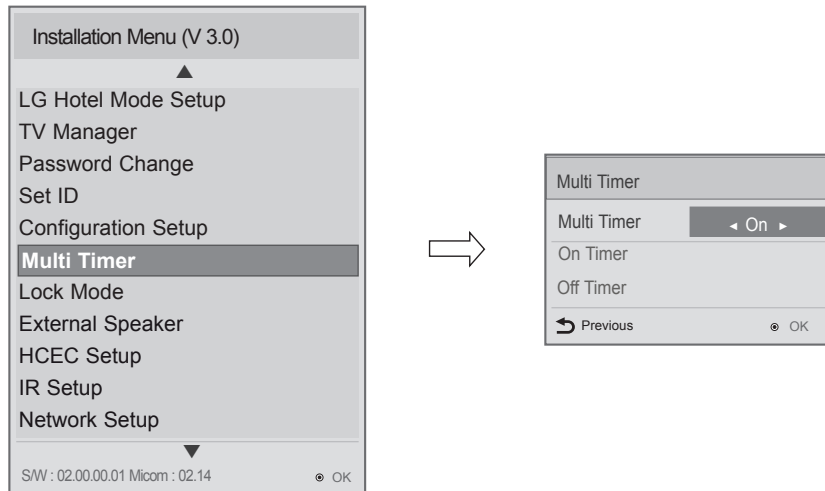 Installation Menu (V 3.0)
▲
LG Hotel Mode Setup
TV Manager
Password Change
Set ID
Configuration Setup
Multi Timer
Lock Mode
External Speaker
HCEC Setup
IR Setup
Network Setup
▼
S/W : 02.00.00.01 Micom : 02.14 ◉ OK
Multi Timer
Multi Timer ◂ On ▸
On Timer
Off Timer
Previous ◉ OK